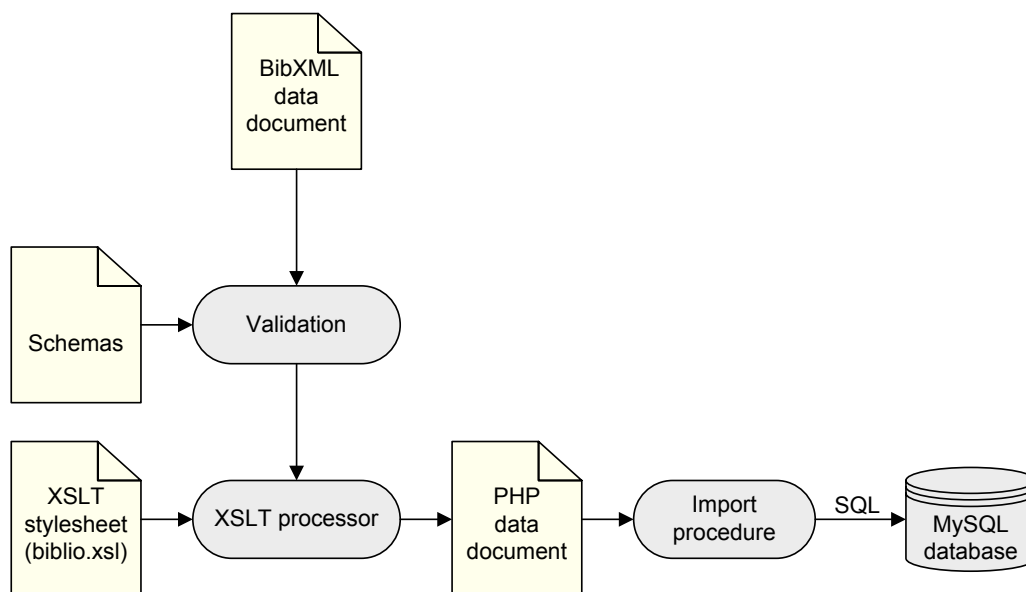 BibXML
data
document
Schemas
Validation
XSLT
stylesheet
(biblio.xsl)
XSLT processor
PHP
data
document
Import
procedure
SQL
MySQL
database